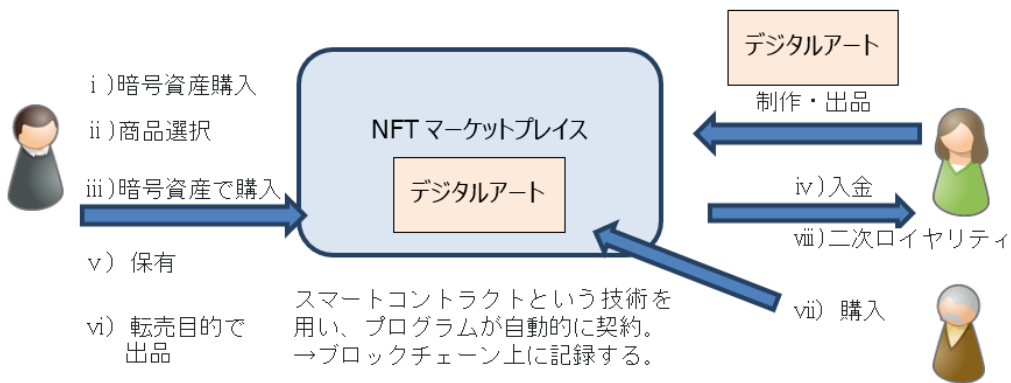 ⅰ)暗号資産購入
ⅱ)商品選択
ⅲ)暗号資産で購入
ⅴ) 保有
ⅵ) 転売目的で
出品
NFTマーケットプレイス
デジタルアート
スマートコントラクトという技術を
用い、プログラムが自動的に契約。
→ブロックチェーン上に記録する。
デジタルアート
制作・出品
ⅳ)入金
ⅷ)二次ロイヤリティ
ⅶ) 購入